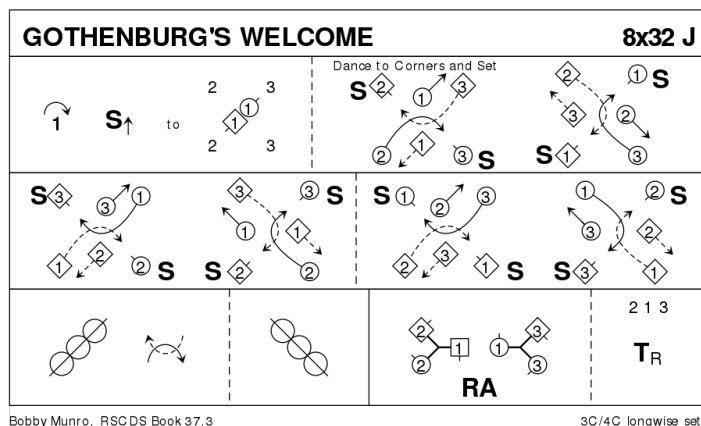 GOTHENBURG'S WELCOME 8x32 J
Dance to Corners and Set
2 3
1 S to 1 1
2 3
S 2 1 3
2 1 3 S
2 1 S
3 2
S 1 3
S 3 3 1
1 2 2 S
3 3 S
1 1
S 2 2
S 1 2 3
2 3 1 S
1 2 S
3 2
S 3 1
2 1 3
2 1 1 3
2 3
RA
TR
Bobby Munro, RSCDS Book 37.3 3C/4C longwise set